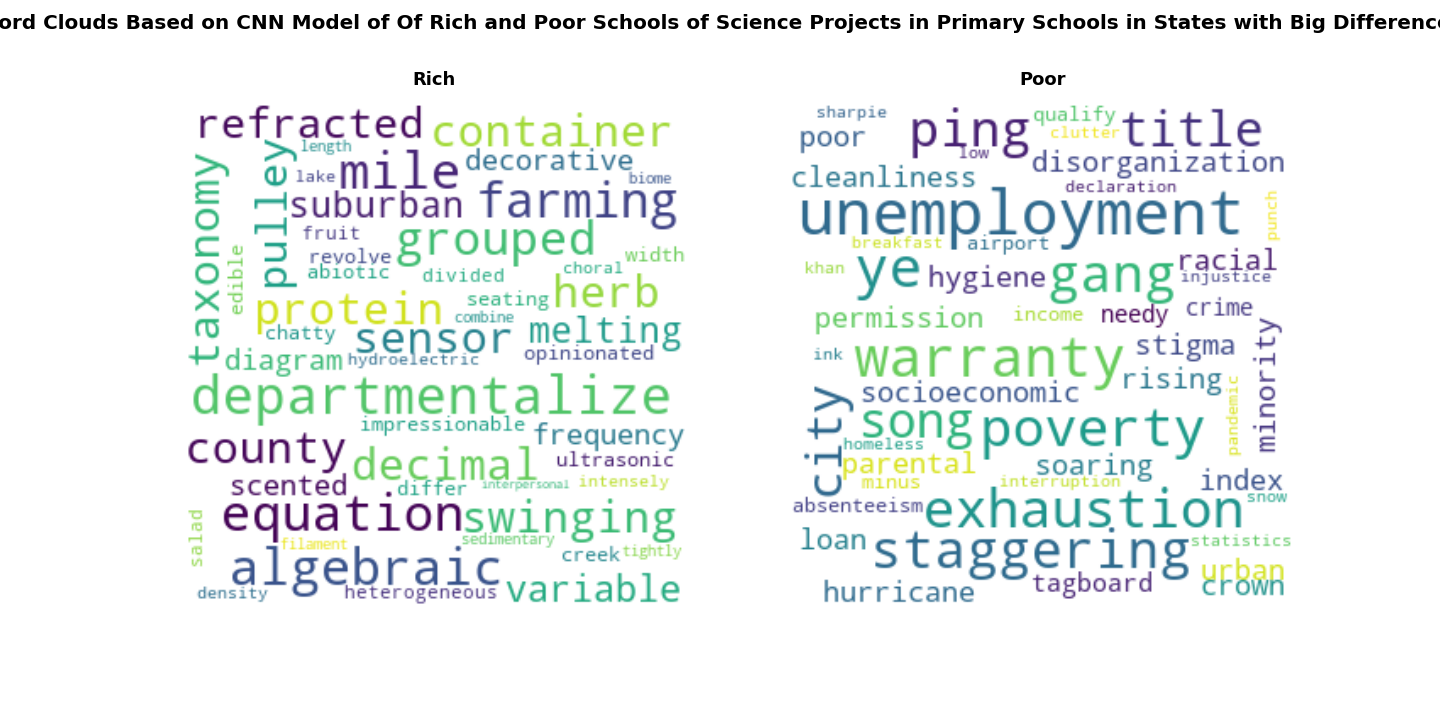 ord Clouds Based on CNN Model of Of Rich and Poor Schools of Science Projects in Primary Schools in States with Big Difference
Rich
refracted
container
length
pulley
taxonomy
mile
decorative
lake
biome
suburban
farming
fruit
grouped
revolve
width
abiotic
divided
choral
edible
protein
seating
herb
combine
chatty
sensor
melting
diagram
hydroelectric
opinionated
departmentalize
impressionable
frequency
county
decimal
ultrasonic
scented
differ
interpersonal
intensely
equation
swinging
salad
filament
sedimentary
creek
tightly
algebraic
density
heterogeneous
variable
Poor
sharpie
poor
ping
qualify
clutter
title
low
disorganization
cleanliness
declaration
unemployment
punch
breakfast
airport
khan
ye
hygiene
gang
racial
injustice
permission
income
needy
crime
ink
warranty
stigma
minority
socioeconomic
rising
city
song
poverty
pandemic
homeless
parental
soaring
minus
interruption
index
absenteeism
exhaustion
snow
loan
staggering
statistics
urban
hurricane
tagboard
crown